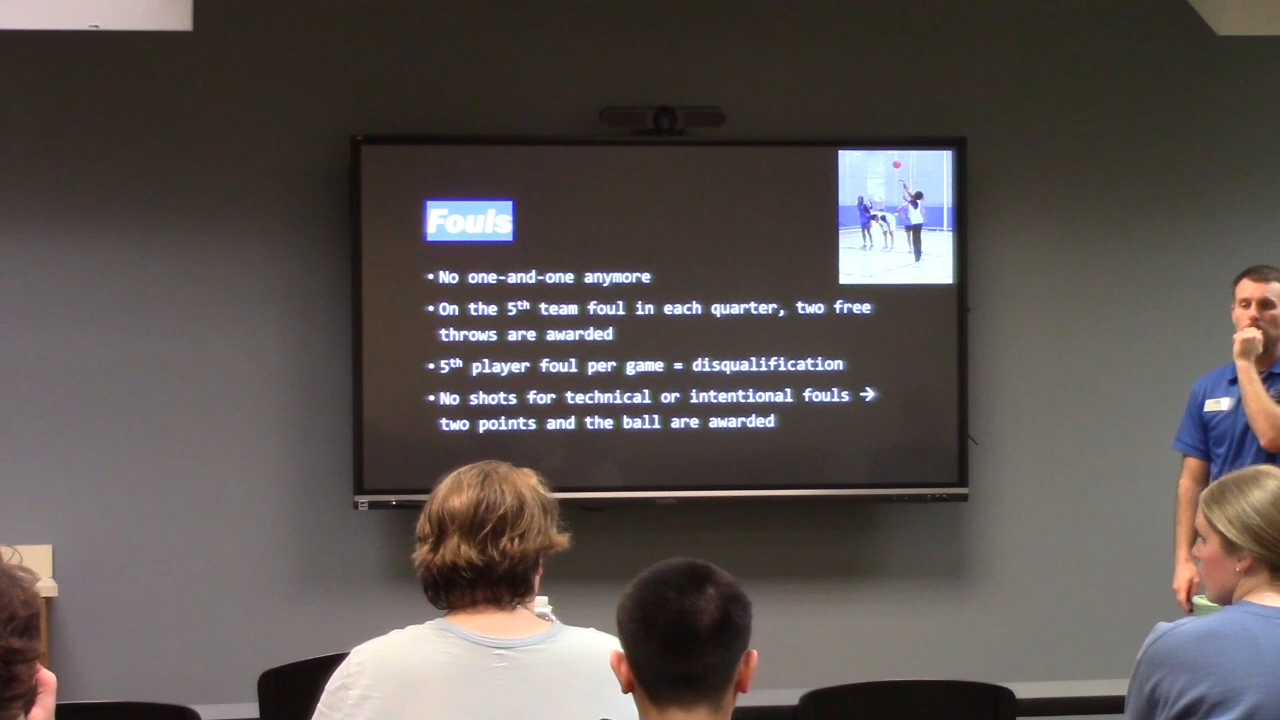 Fouls
•No one-and-one anymore
•On the 5th team foul in each quarter, two free
throws are awarded
•5th player foul per game = disqualification
•No shots for technical or intentional fouls →
two points and the ball are awarded